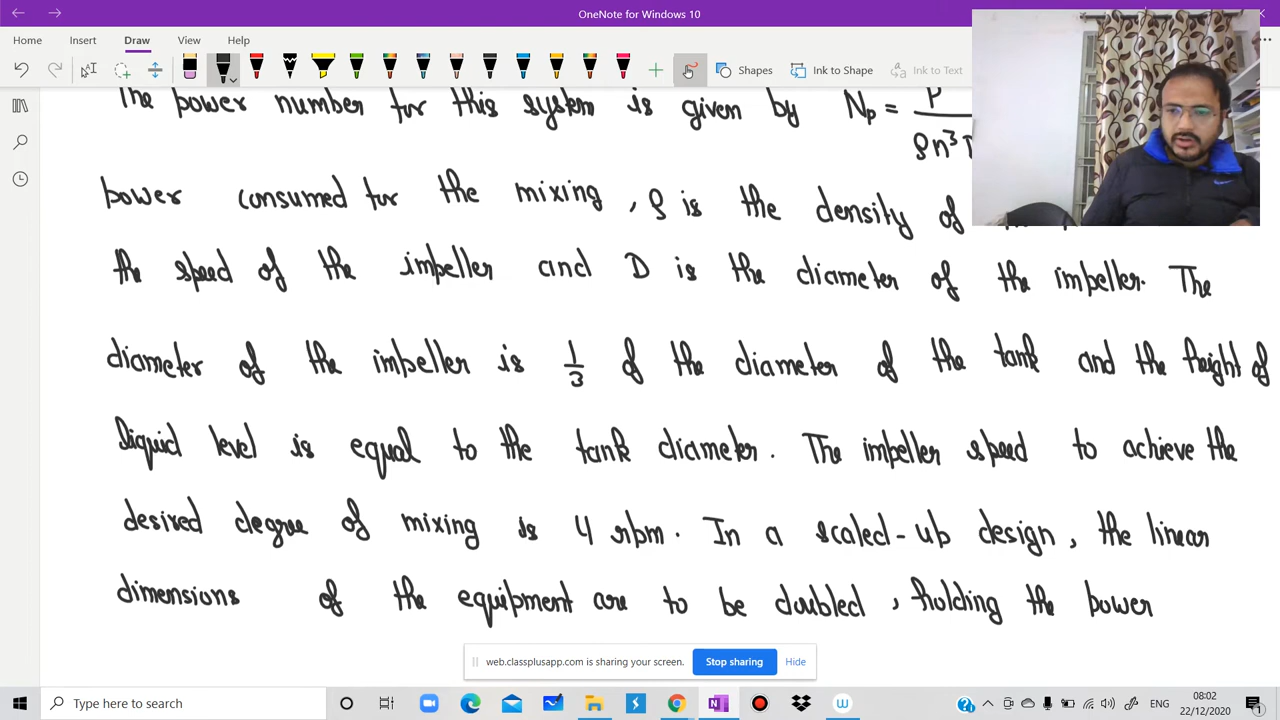 OneNote for Windows 10
Home Insert Draw View Help
Shapes Ink to Shape Ink to Text
The power number for this system is given by Np = P
ρn³
power consumed for the mixing, ρ is the density of
the speed of the impeller and D is the diameter of the impeller. The
diameter of the impeller is 1/3 of the diameter of the tank and the height of
liquid level is equal to the tank diameter. The impeller speed to achieve the
desired degree of mixing is 4 rpm. In a scaled-up design, the linear
dimensions of the equipment are to be doubled, holding the power
web.classplusapp.com is sharing your screen. Stop sharing Hide
Type here to search
ENG
08:02
22/12/2020